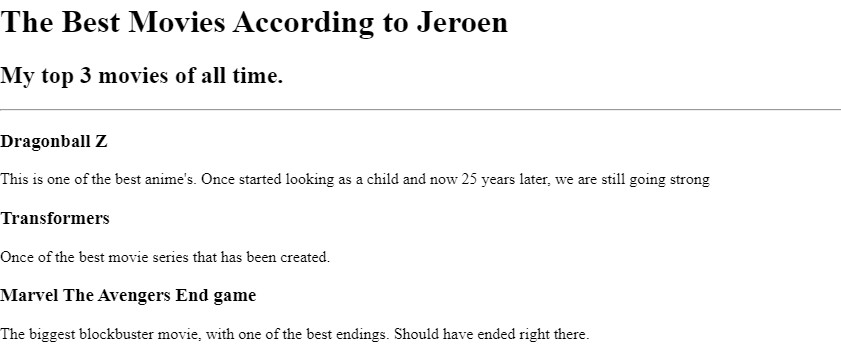 The Best Movies According to Jeroen
My top 3 movies of all time.
Dragonball Z
This is one of the best anime's. Once started looking as a child and now 25 years later, we are still going strong
Transformers
Once of the best movie series that has been created.
Marvel The Avengers End game
The biggest blockbuster movie, with one of the best endings. Should have ended right there.